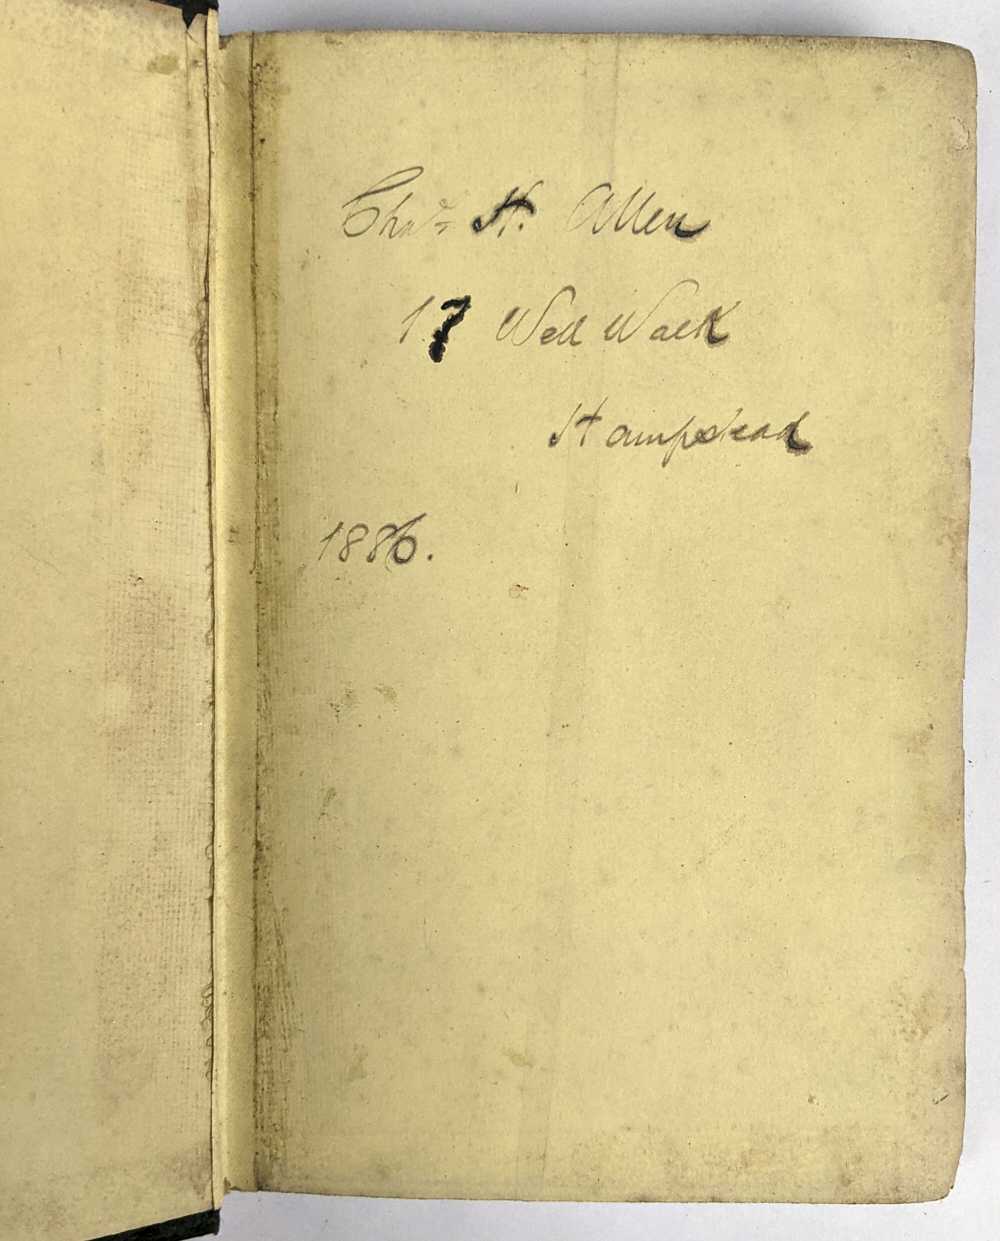 Chas. H. Allen
17 Well Walk
Hampstead
1886.